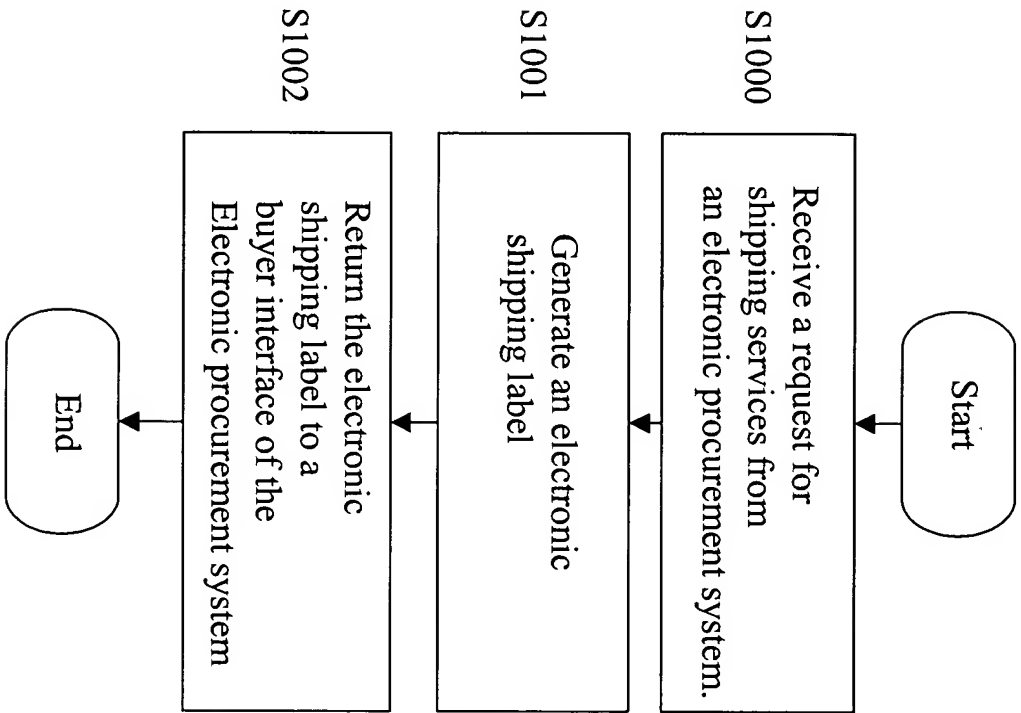 Start
S1000
Receive a request for
shipping services from
an electronic procurement system.
S1001
Generate an electronic
shipping label
S1002
Return the electronic
shipping label to a
buyer interface of the
Electronic procurement system
End